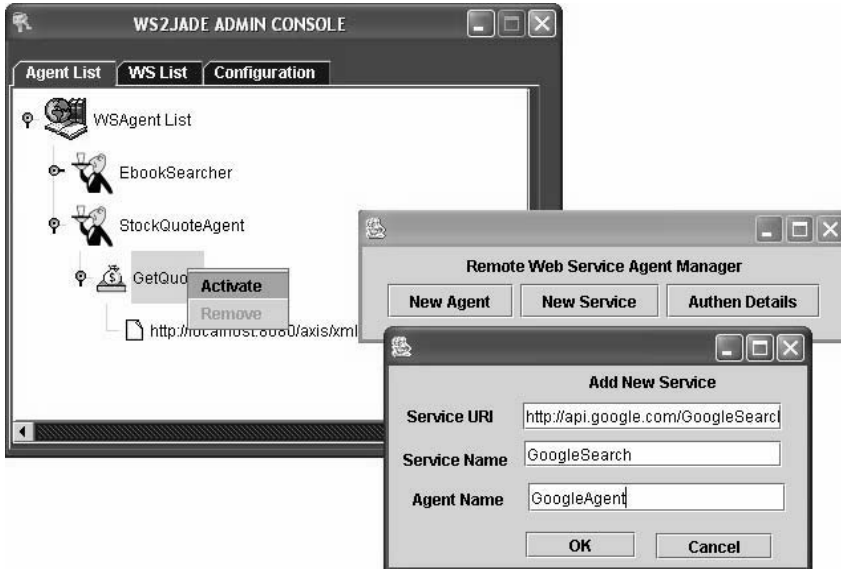 WS2JADE ADMIN CONSOLE
Agent List WS List Configuration
WSAgent List
EbookSearcher
StockQuoteAgent
GetQuo
Activate
Remove
http://localhost:8080/axis/xml
Remote Web Service Agent Manager
New Agent New Service Authen Details
Add New Service
Service URI http://api.google.com/GoogleSearcl
Service Name GoogleSearch
Agent Name GoogleAgent
OK Cancel